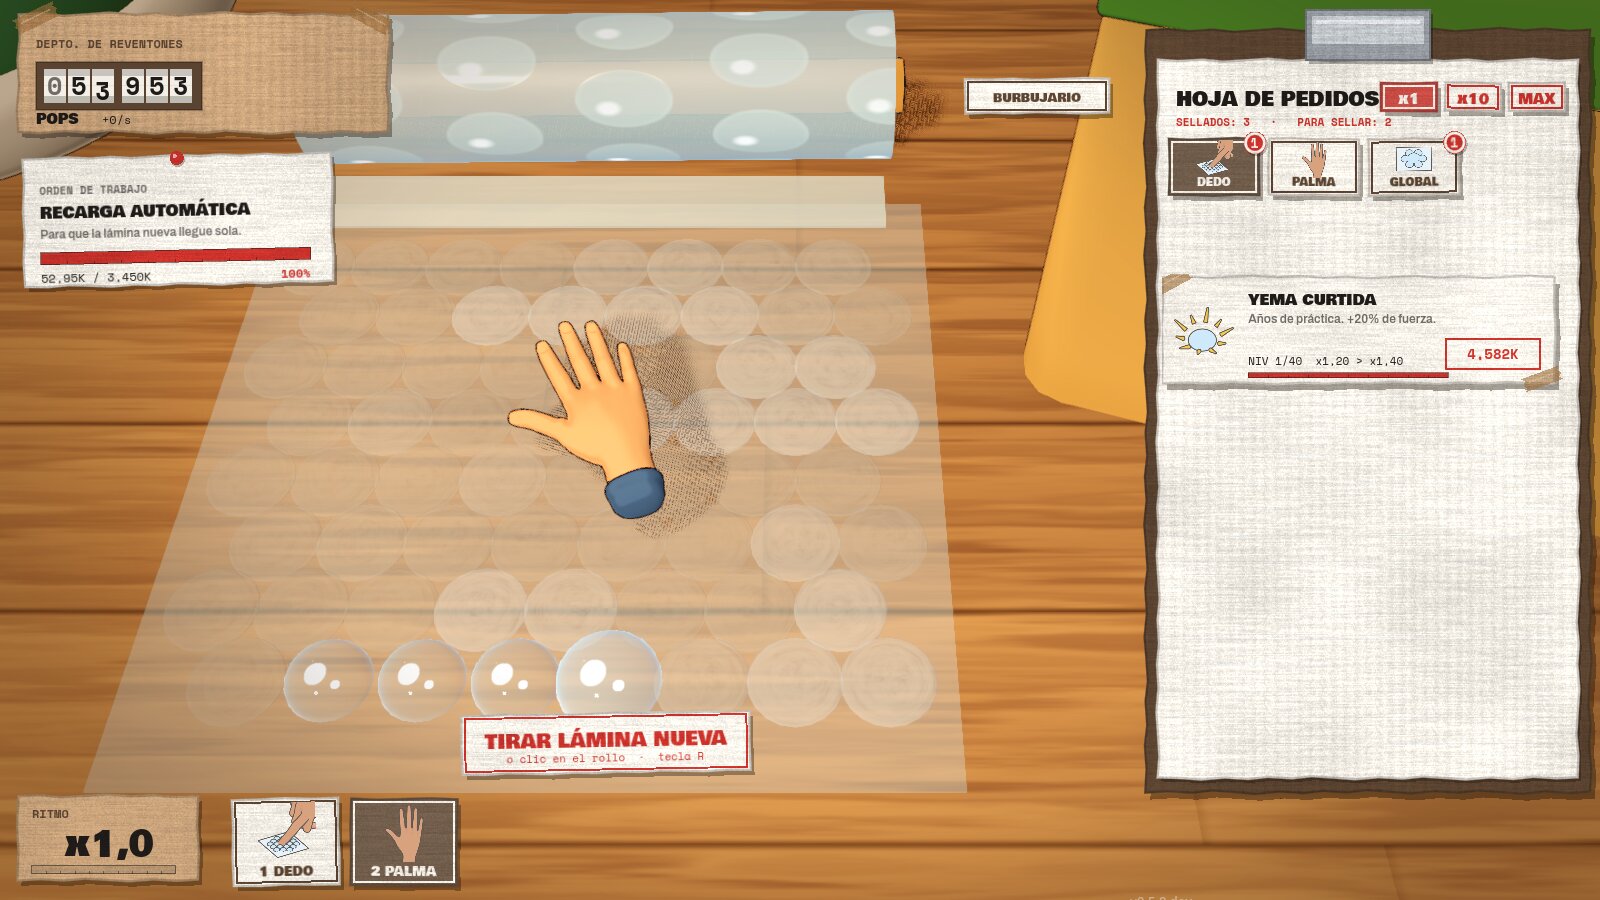 DEPTO. DE REVENTONES
053 953
POPS +0/s
ORDEN DE TRABAJO
RECARGA AUTOMÁTICA
Para que la lámina nueva llegue sola.
52,95K / 3,450K 100%
BURBUJARIO
HOJA DE PEDIDOS x1 x10 MAX
SELLADOS: 3 · PARA SELLAR: 2
1 1
DEDO PALMA GLOBAL
YEMA CURTIDA
Años de práctica. +20% de fuerza.
NIV 1/40 x1,20 > x1,40
4,582K
TIRAR LÁMINA NUEVA
o clic en el rollo · tecla R
RITMO
x1,0
1 DEDO
2 PALMA